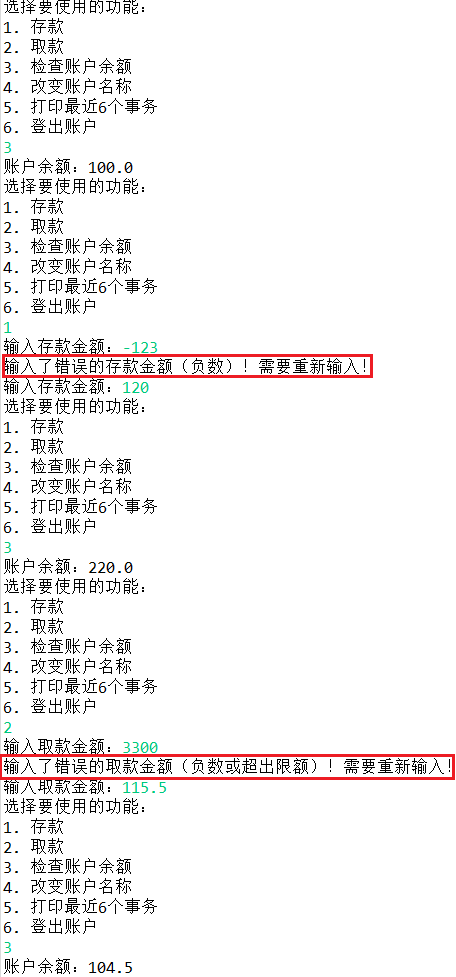 选择要使用的功能：
1. 存款
2. 取款
3. 检查账户余额
4. 改变账户名称
5. 打印最近6个事务
6. 登出账户
3
账户余额：100.0
选择要使用的功能：
1. 存款
2. 取款
3. 检查账户余额
4. 改变账户名称
5. 打印最近6个事务
6. 登出账户
1
输入存款金额：-123
输入了错误的存款金额（负数）！需要重新输入！
输入存款金额：120
选择要使用的功能：
1. 存款
2. 取款
3. 检查账户余额
4. 改变账户名称
5. 打印最近6个事务
6. 登出账户
3
账户余额：220.0
选择要使用的功能：
1. 存款
2. 取款
3. 检查账户余额
4. 改变账户名称
5. 打印最近6个事务
6. 登出账户
2
输入取款金额：3300
输入了错误的取款金额（负数或超出限额）！需要重新输入！
输入取款金额：115.5
选择要使用的功能：
1. 存款
2. 取款
3. 检查账户余额
4. 改变账户名称
5. 打印最近6个事务
6. 登出账户
3
账户余额：104.5